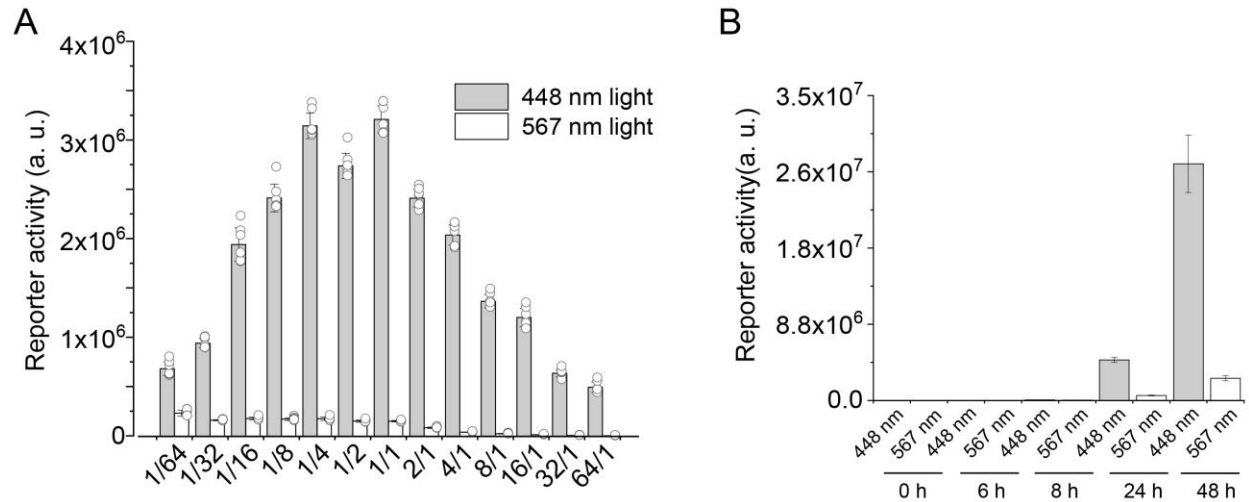 A
Reporter activity (a. u.)
4x10⁶
3x10⁶
2x10⁶
1x10⁶
0
448 nm light
567 nm light
1/64 1/32 1/16 1/8 1/4 1/2 1/1 2/1 4/1 8/1 16/1 32/1 64/1
B
Reporter activity(a. u.)
3.5x10⁷
2.6x10⁷
1.8x10⁷
8.8x10⁶
0.0
448 nm 567 nm 448 nm 567 nm 448 nm 567 nm 448 nm 567 nm 448 nm 567 nm
0 h 6 h 8 h 24 h 48 h